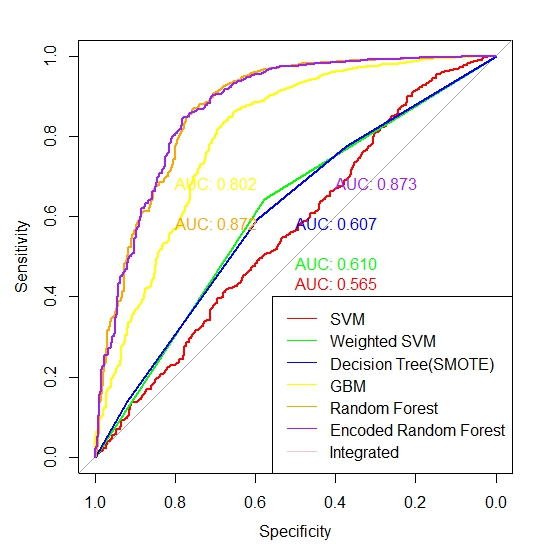 1.0
0.8
0.6
0.4
0.2
0.0
Sensitivity
AUC: 0.802
AUC: 0.873
AUC: 0.607
AUC: 0.610
AUC: 0.565
SVM
Weighted SVM
Decision Tree(SMOTE)
GBM
Random Forest
Encoded Random Forest
Integrated
1.0 0.8 0.6 0.4 0.2 0.0
Specificity